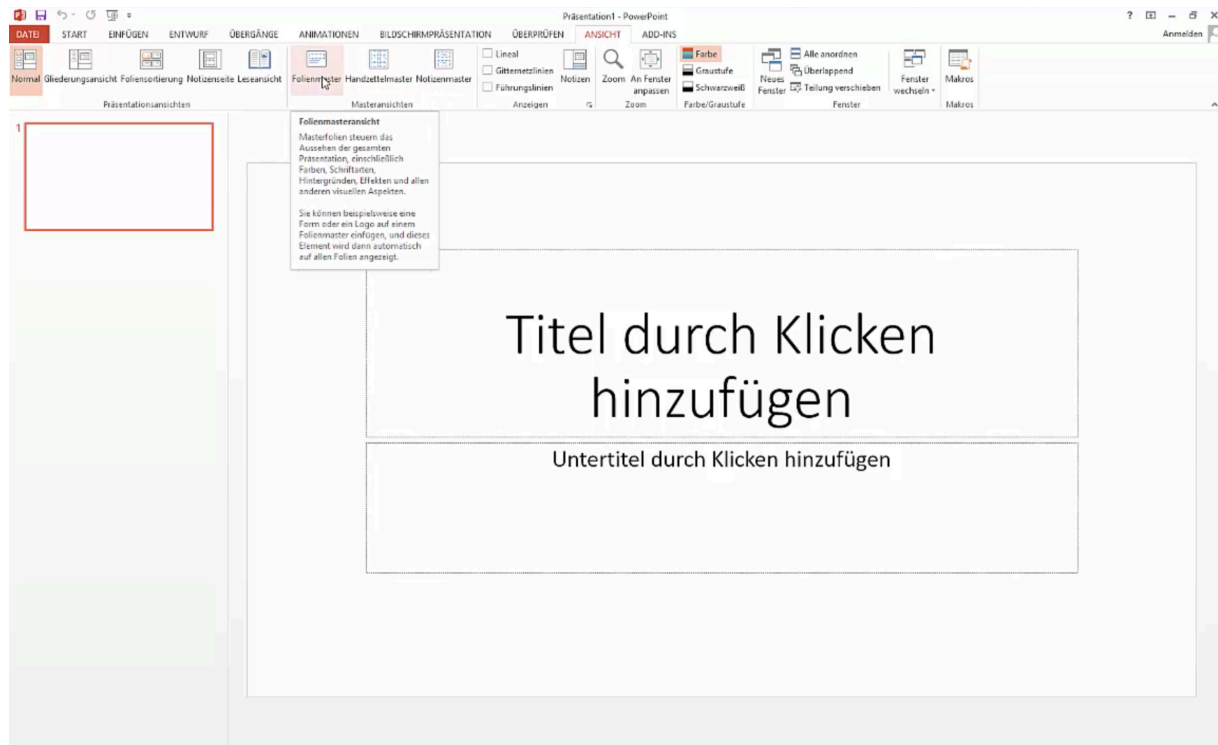 Präsentation1 - PowerPoint
?
DATEI START EINFÜGEN ENTWURF ÜBERGÄNGE ANIMATIONEN BILDSCHIRMPRÄSENTATION ÜBERPRÜFEN ANSICHT ADD-INS Anmelden
Normal Gliederungsansicht Foliensortierung Notizenseite Leseansicht
Präsentationsansichten
Folienmaster Handzettelmaster Notizenmaster
Masteransichten
Lineal
Gitternetzlinien
Führungslinien
Notizen
Anzeigen
Zoom An Fenster
anpassen
Zoom
Farbe
Graustufe
Schwarzweiß
Farbe/Graustufe
Neues
Fenster
Alle anordnen
Überlappend
Teilung verschieben
Fenster
wechseln
Fenster
Makros
Makros
1
Folienmasteransicht
Masterfolien steuern das
Aussehen der gesamten
Präsentation, einschließlich
Farben, Schriftarten,
Hintergründen, Effekten und allen
anderen visuellen Aspekten.
Sie können beispielsweise eine
Form oder ein Logo auf einem
Folienmaster einfügen, und dieses
Element wird dann automatisch
auf allen Folien angezeigt.
Titel durch Klicken
hinzufügen
Untertitel durch Klicken hinzufügen